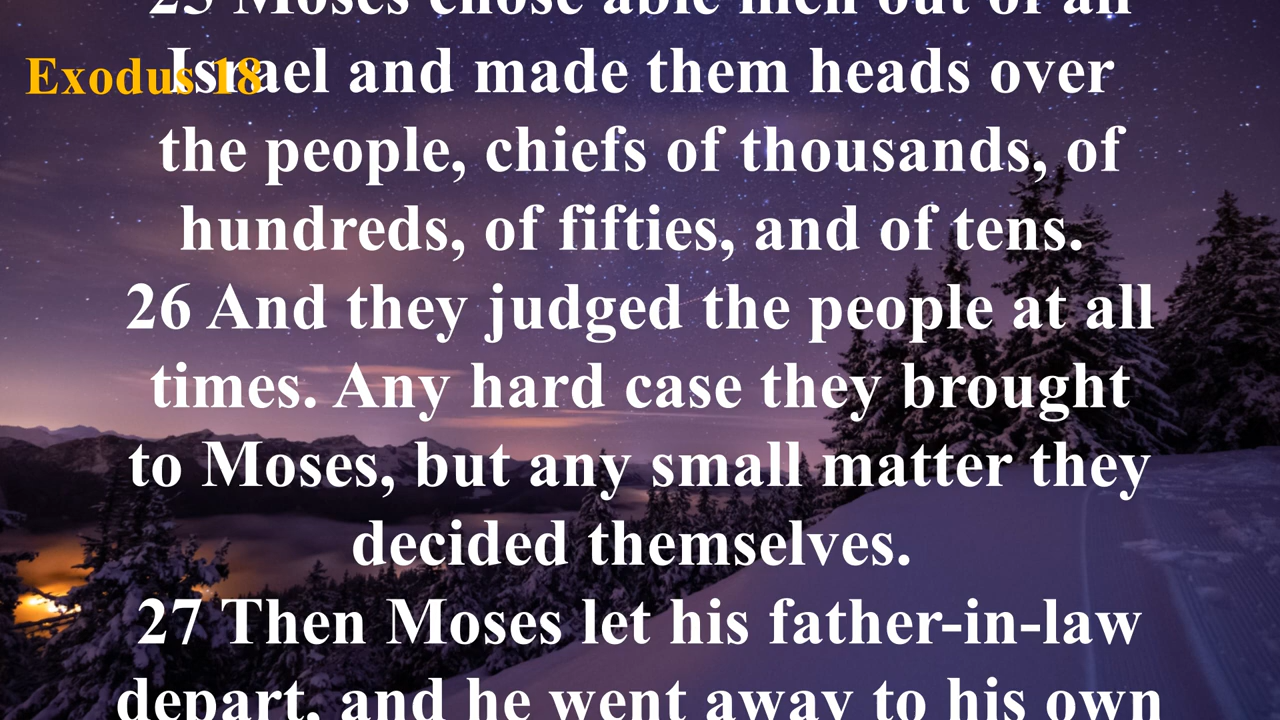 25 Moses chose able men out of all
Exodus 18
Israel and made them heads over
the people, chiefs of thousands, of
hundreds, of fifties, and of tens.
26 And they judged the people at all
times. Any hard case they brought
to Moses, but any small matter they
decided themselves.
27 Then Moses let his father-in-law
depart, and he went away to his own